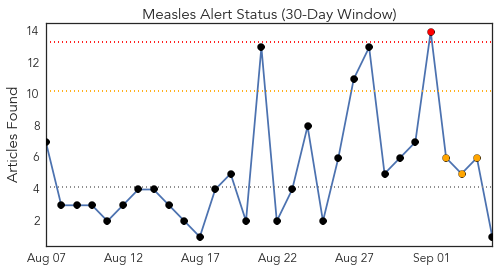 Measles Alert Status (30-Day Window)
Articles Found
14
12
10
8
6
4
2
Aug 07 Aug 12 Aug 17 Aug 22 Aug 27 Sep 01